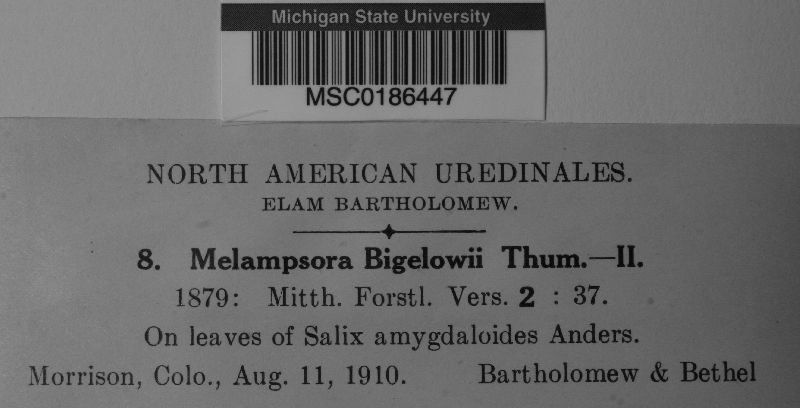 Michigan State University
MSC0186447
NORTH AMERICAN UREDINALES.
ELAM BARTHOLOMEW.
8. Melampsora Bigelowii Thum.—II.
1879: Mitth. Forstl. Vers. 2 : 37.
On leaves of Salix amygdaloides Anders.
Morrison, Colo., Aug. 11, 1910. Bartholomew & Bethel